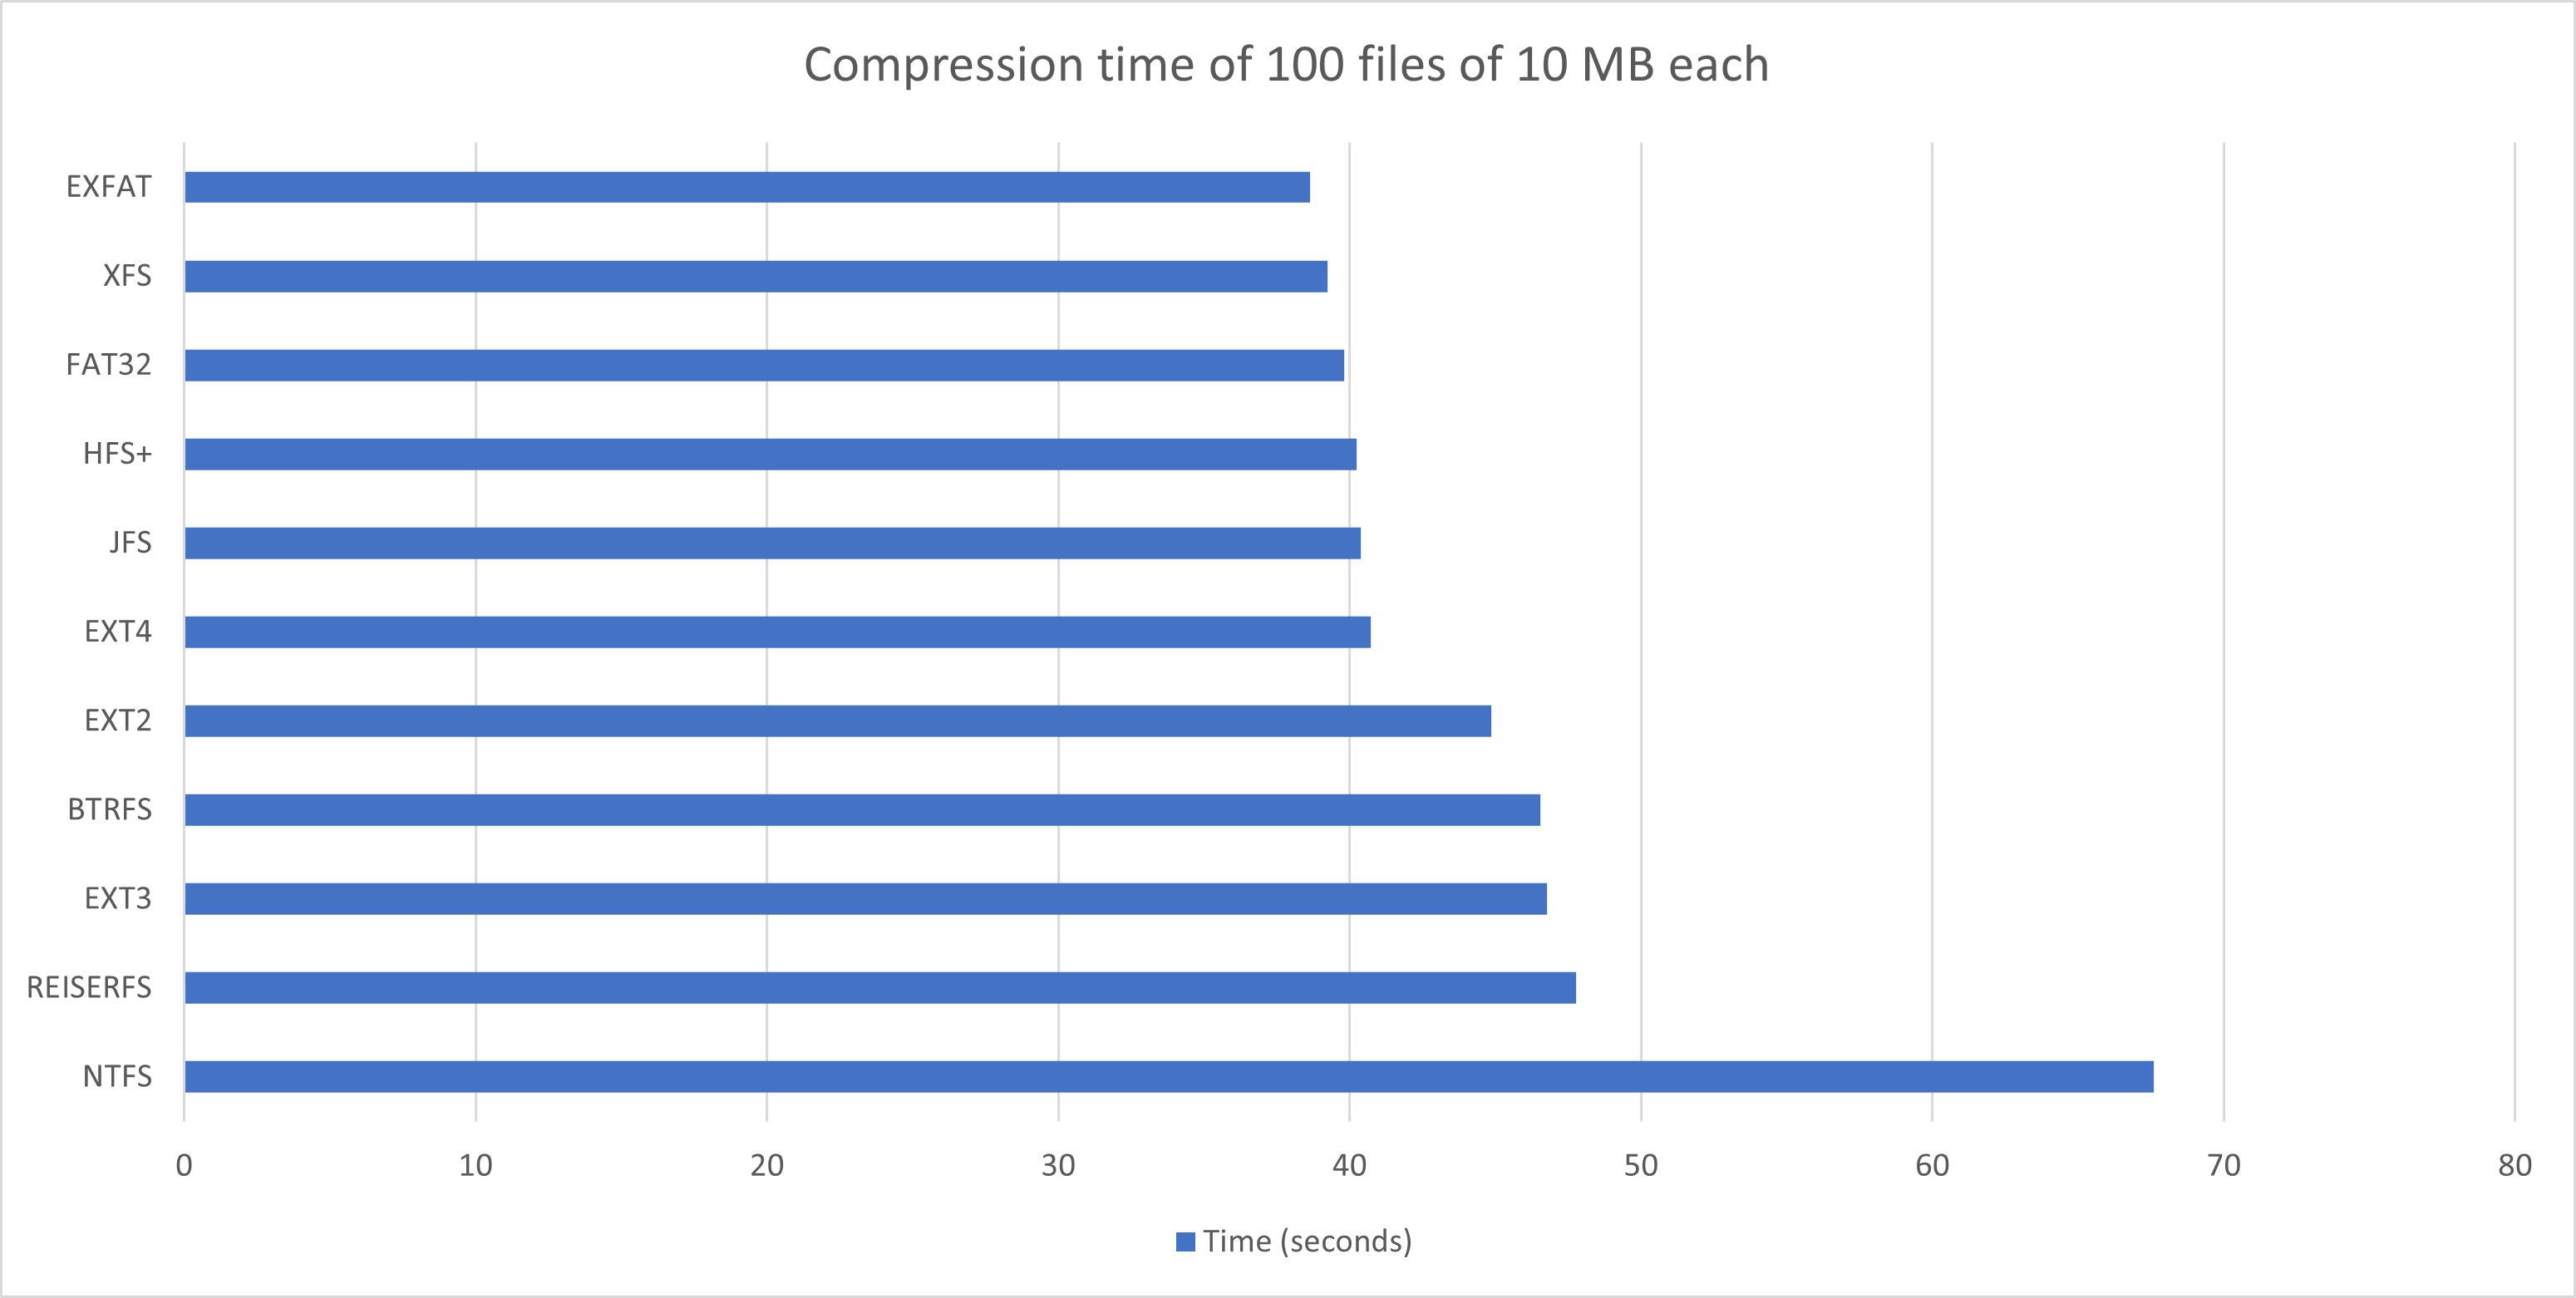 Compression time of 100 files of 10 MB each
EXFAT
XFS
FAT32
HFS+
JFS
EXT4
EXT2
BTRFS
EXT3
REISERFS
NTFS
0 10 20 30 40 50 60 70 80
Time (seconds)